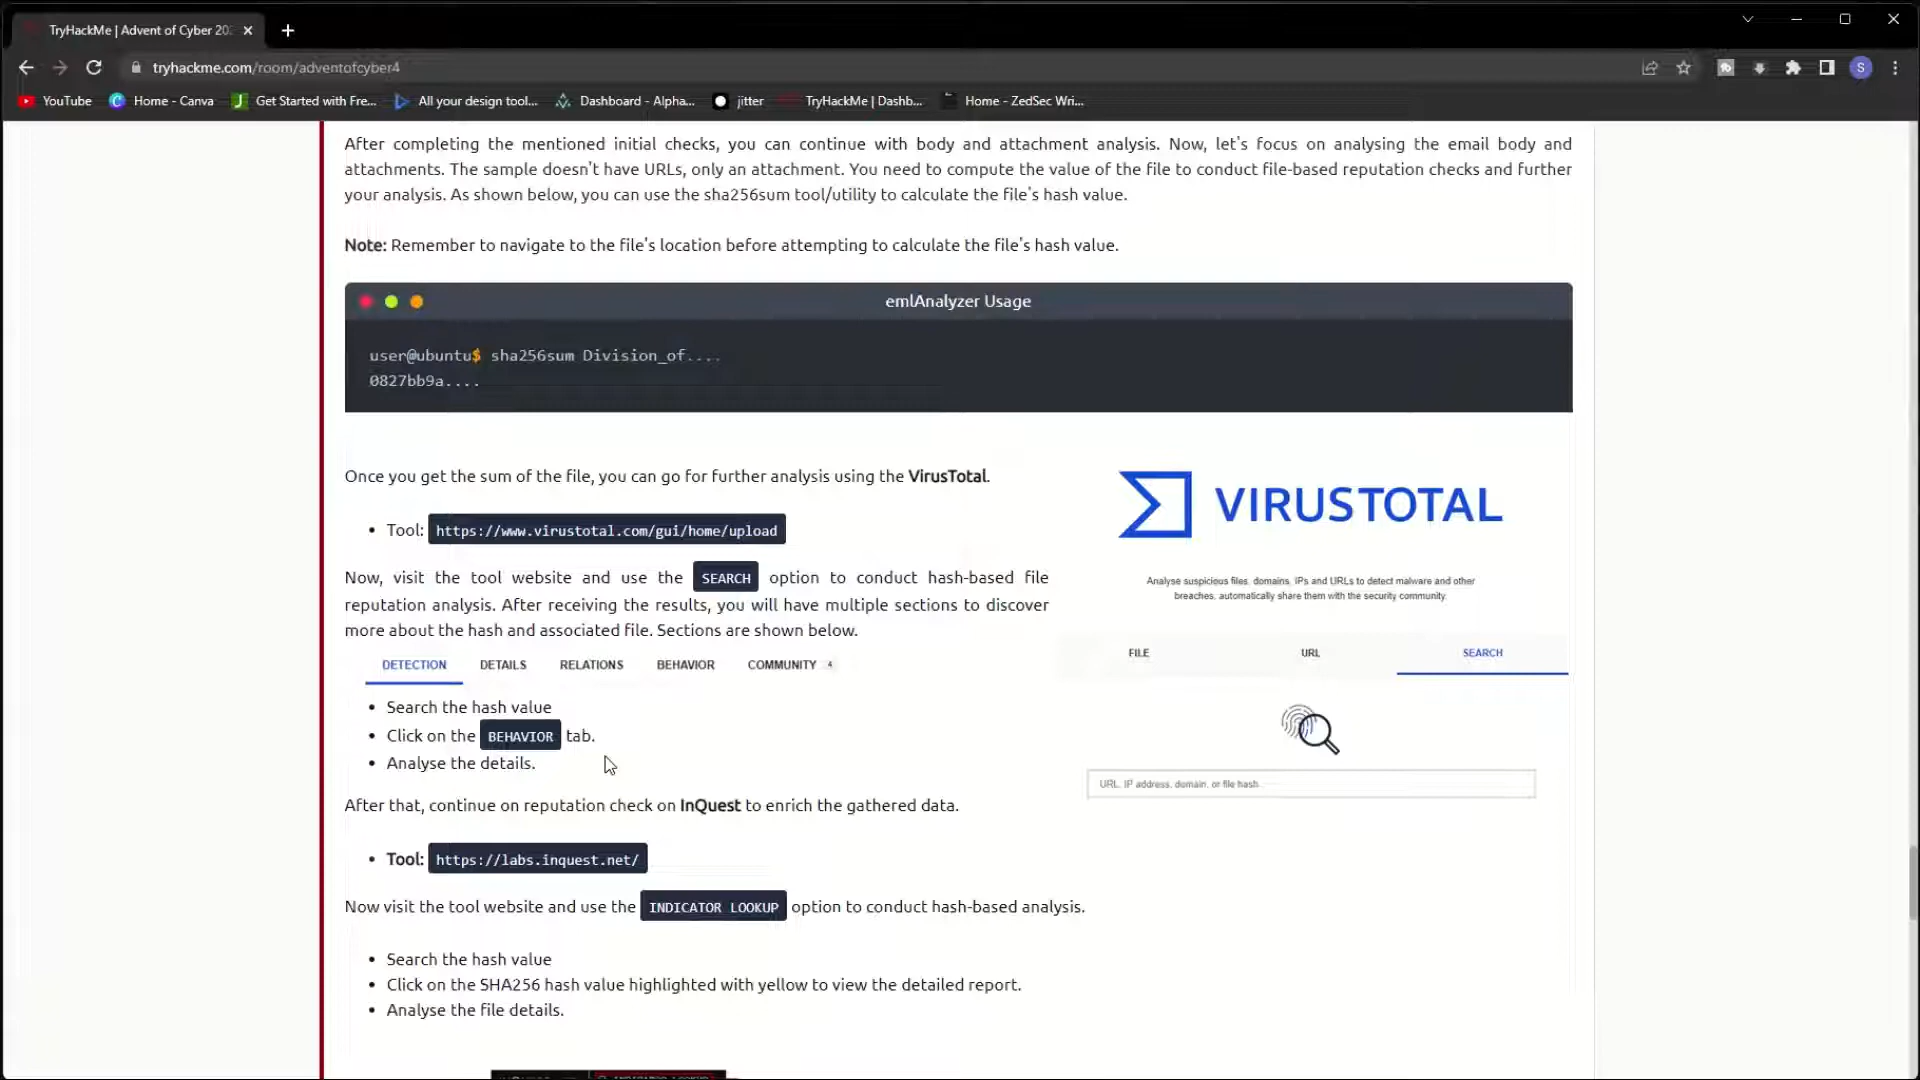 TryHackMe | Advent of Cyber 202
tryhackme.com/room/adventofcyber4
S
YouTube
Home - Canva
Get Started with Fre...
All your design tool...
Dashboard - Alpha...
jitter
TryHackMe | Dashb...
Home - ZedSec Wri...
After completing the mentioned initial checks, you can continue with body and attachment analysis. Now, let's focus on analysing the email body and
attachments. The sample doesn't have URLs, only an attachment. You need to compute the value of the file to conduct file-based reputation checks and further
your analysis. As shown below, you can use the sha256sum tool/utility to calculate the file's hash value.
Note: Remember to navigate to the file's location before attempting to calculate the file's hash value.
emlAnalyzer Usage
user@ubuntu$ sha256sum Division_of....
0827bb9a....
Once you get the sum of the file, you can go for further analysis using the VirusTotal.
• Tool: https://www.virustotal.com/gui/home/upload
Now, visit the tool website and use the SEARCH option to conduct hash-based file
reputation analysis. After receiving the results, you will have multiple sections to discover
more about the hash and associated file. Sections are shown below.
DETECTION DETAILS RELATIONS BEHAVIOR COMMUNITY 4
• Search the hash value
• Click on the BEHAVIOR tab.
• Analyse the details.
VIRUSTOTAL
Analyse suspicious files, domains, IPs and URLs to detect malware and other
breaches, automatically share them with the security community.
FILE URL SEARCH
URL, IP address, domain, or file hash
After that, continue on reputation check on InQuest to enrich the gathered data.
• Tool: https://labs.inquest.net/
Now visit the tool website and use the INDICATOR LOOKUP option to conduct hash-based analysis.
• Search the hash value
• Click on the SHA256 hash value highlighted with yellow to view the detailed report.
• Analyse the file details.